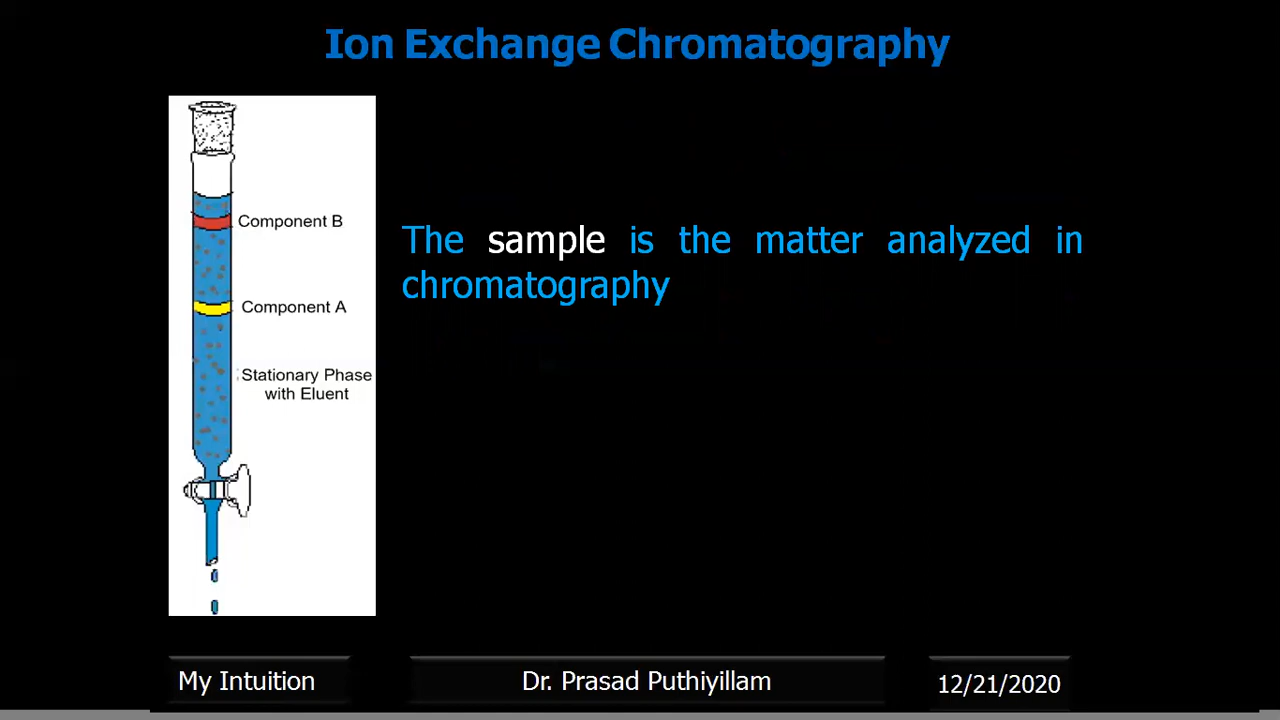 Ion Exchange Chromatography
Component B
The sample is the matter analyzed in
chromatography
Component A
Stationary Phase
with Eluent
My Intuition
Dr. Prasad Puthiyillam
12/21/2020